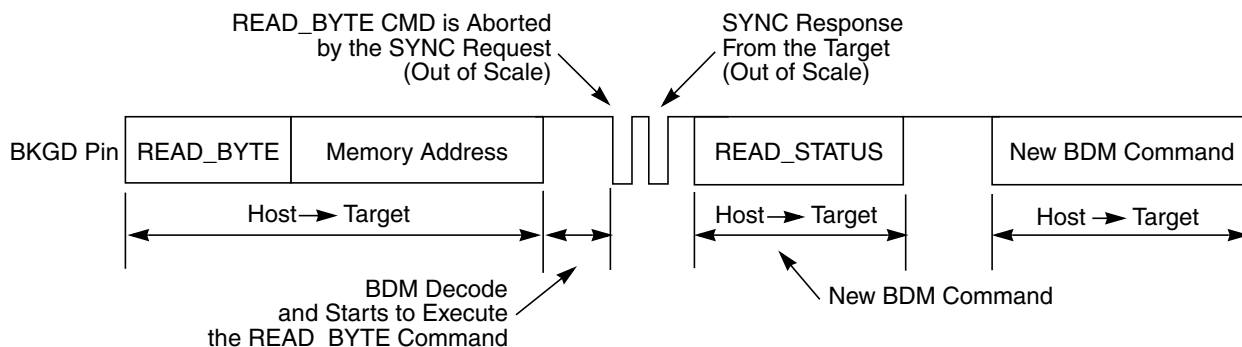 READ_BYTE CMD is Aborted
by the SYNC Request
(Out of Scale)
SYNC Response
From the Target
(Out of Scale)
BKGD Pin
READ_BYTE
Memory Address
READ_STATUS
New BDM Command
Host Target
Host Target
Host Target
BDM Decode
and Starts to Execute
the READ_BYTE Command
New BDM Command